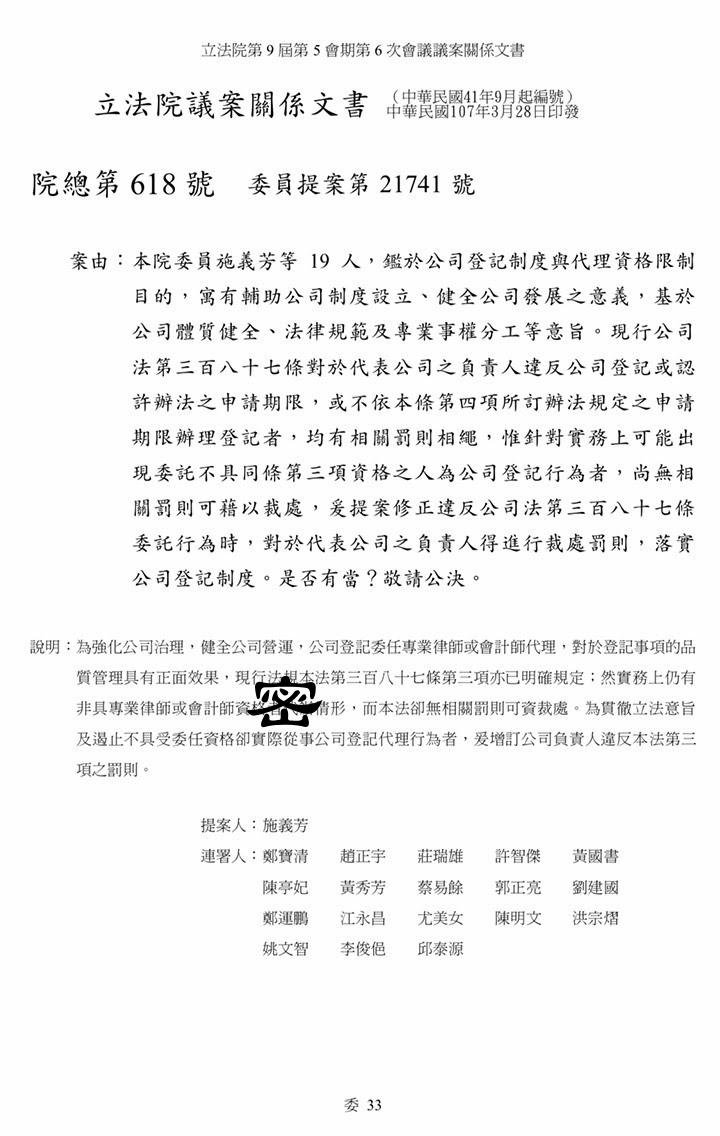 立法院第9屆第5會期第6次會議議案關係文書
立法院議案關係文書 (中華民國41年9月起編號)
中華民國107年3月28日印發
院總第618號 委員提案第21741號
案由：本院委員施義芳等 19 人，鑑於公司登記制度與代理資格限制
目的，寓有輔助公司制度設立、健全公司發展之意義，基於
公司體質健全、法律規範及專業事權分工等意旨。現行公司
法第三百八十七條對於代表公司之負責人違反公司登記或認
許辦法之申請期限，或不依本條第四項所訂辦法規定之申請
期限辦理登記者，均有相關罰則相繩，惟針對實務上可能出
現委託不具同條第三項資格之人為公司登記行為者，尚無相
關罰則可藉以裁處，爰提案修正違反公司法第三百八十七條
委託行為時，對於代表公司之負責人得進行裁處罰則，落實
公司登記制度。是否有當？敬請公決。
說明：為強化公司治理，健全公司營運，公司登記委任專業律師或會計師代理，對於登記事項的品
質管理具有正面效果，現行法規本法第三百八十七條第三項亦已明確規定；然實務上仍有
非具專業律師或會計師資格 情形，而本法卻無相關罰則可資裁處。為貫徹立法意旨
密
及遏止不具受委任資格卻實際從事公司登記代理行為者，爰增訂公司負責人違反本法第三
項之罰則。
提案人：施義芳
連署人：鄭寶清 趙正宇 莊瑞雄 許智傑 黃國書
陳亭妃 黃秀芳 蔡易餘 郭正亮 劉建國
鄭運鵬 江永昌 尤美女 陳明文 洪宗熠
姚文智 李俊俋 邱泰源
委 33